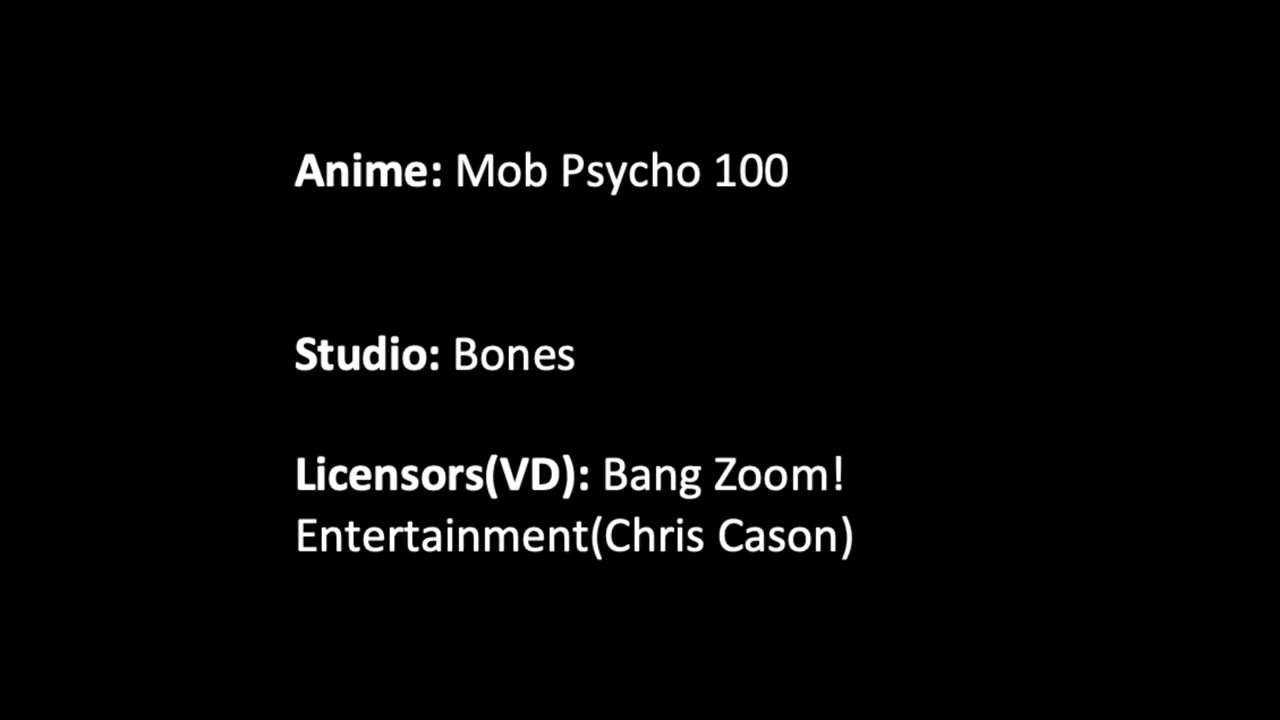 Anime: Mob Psycho 100
Studio: Bones
Licensors(VD): Bang Zoom!
Entertainment(Chris Cason)